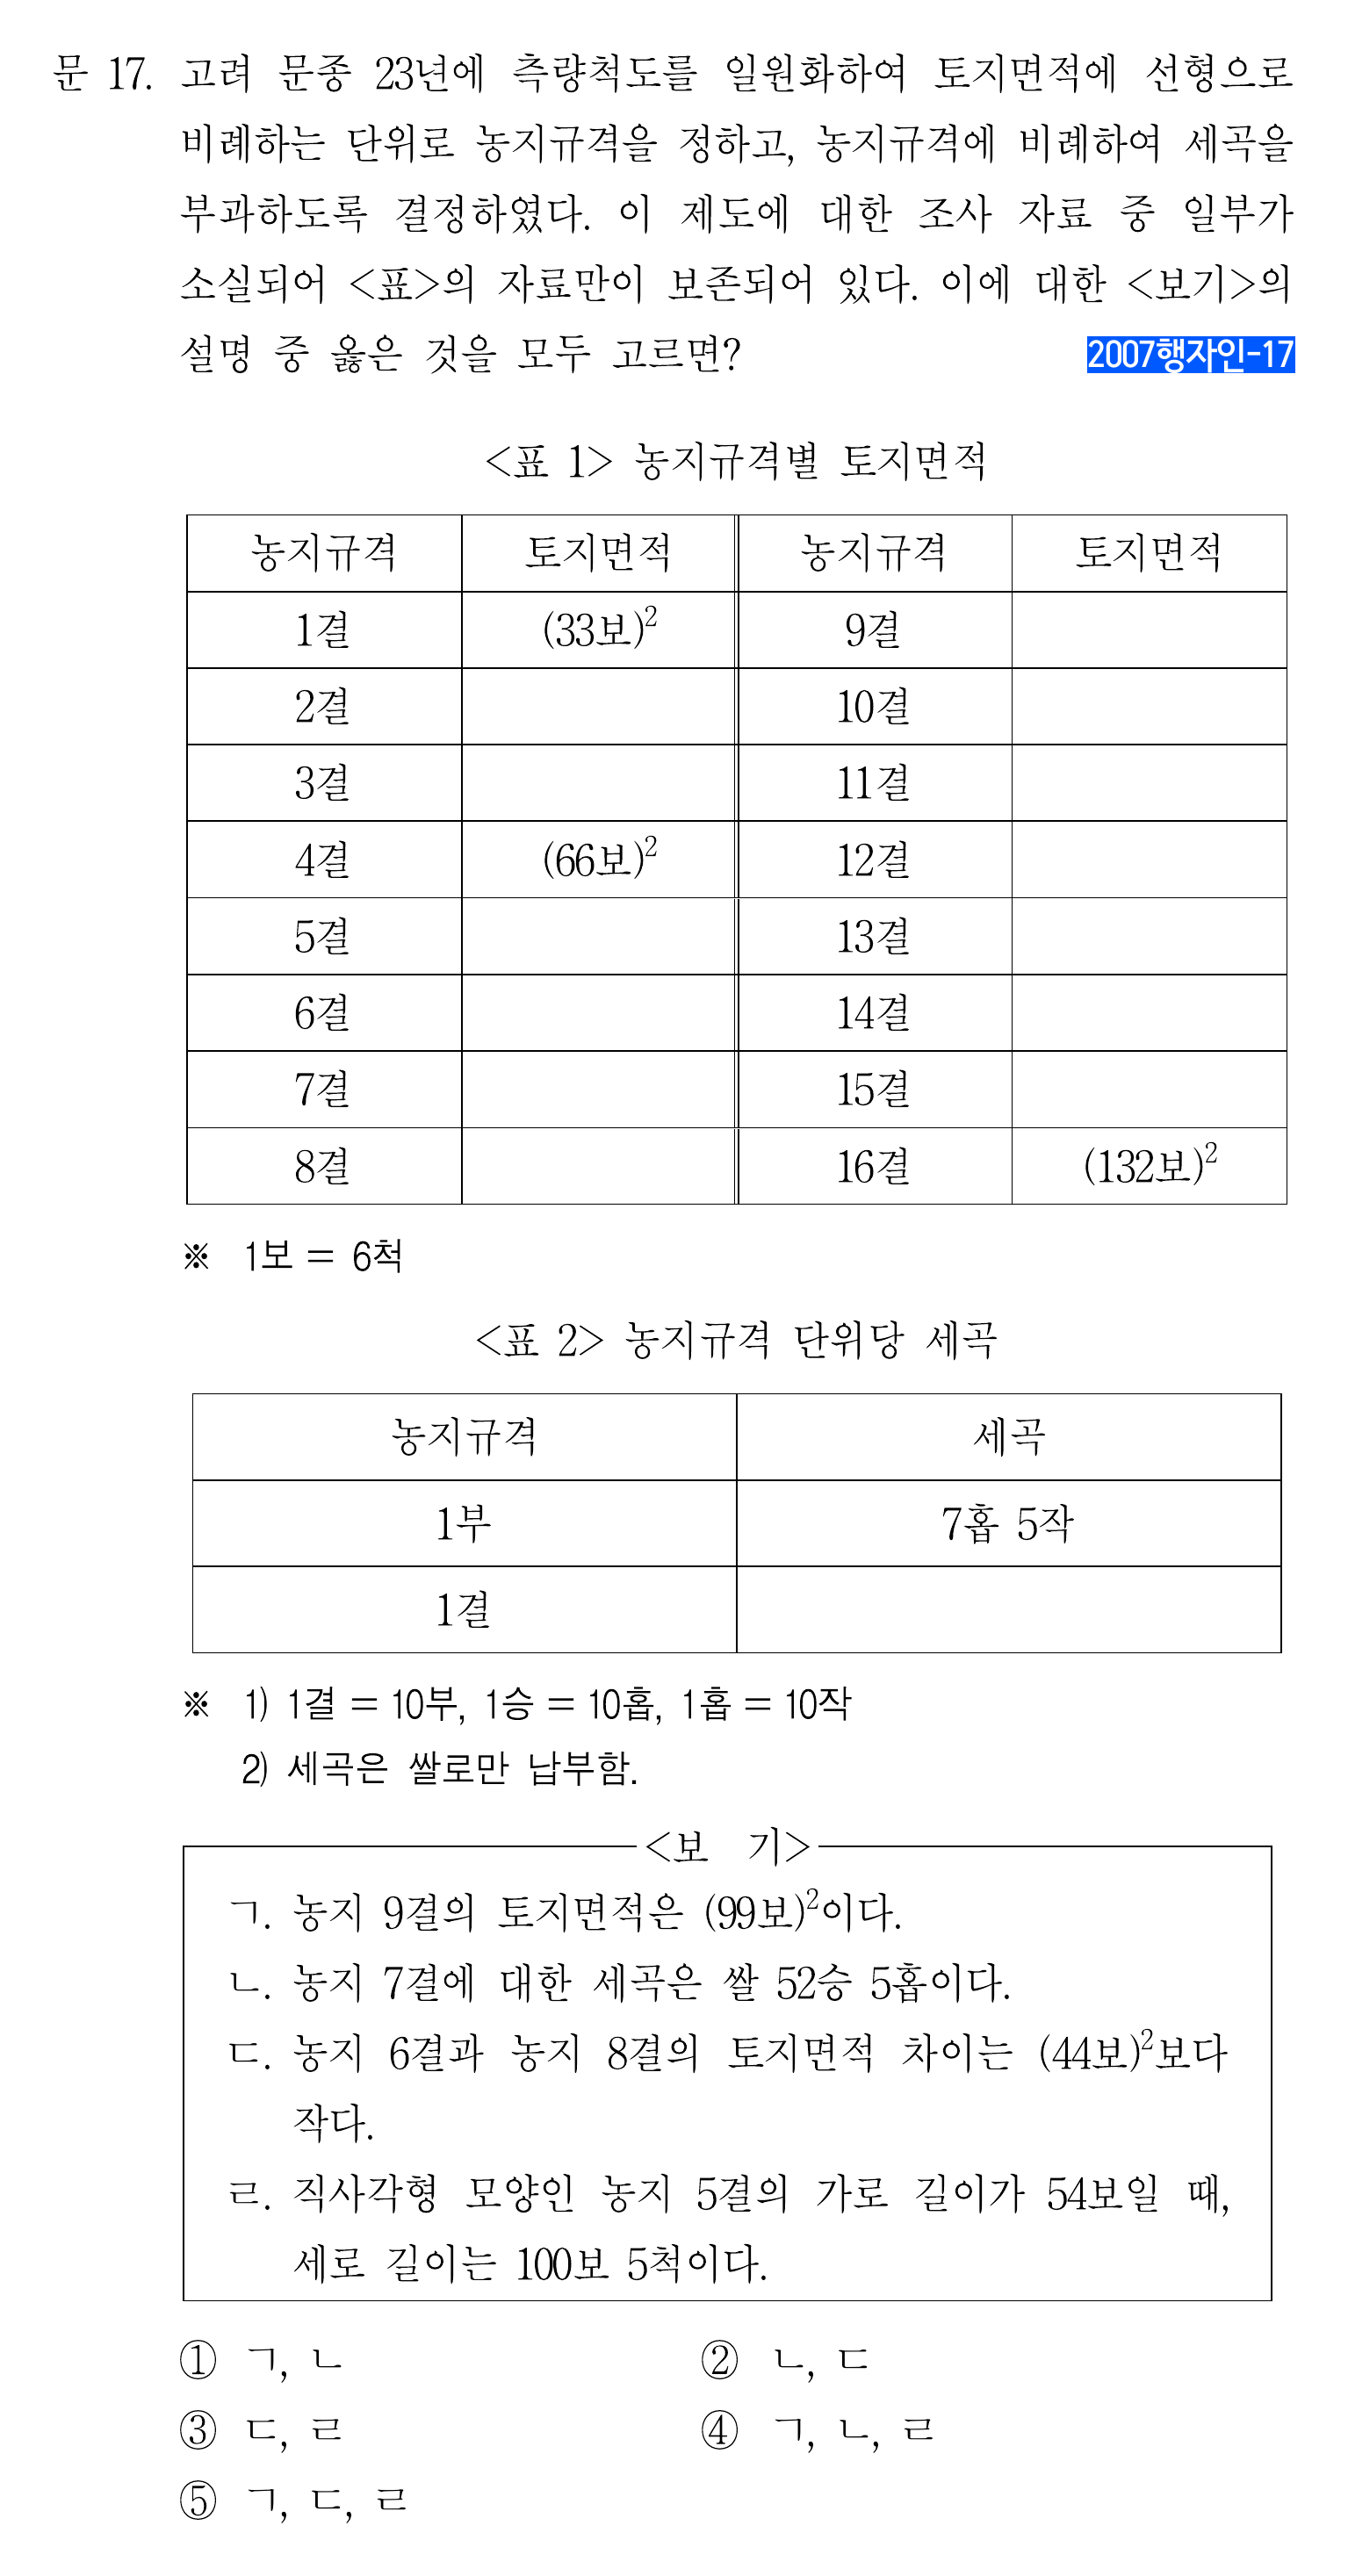 문 17. 고려 문종 23년에 측량척도를 일원화하여 토지면적에 선형으로
비례하는 단위로 농지규격을 정하고, 농지규격에 비례하여 세곡을
부과하도록 결정하였다. 이 제도에 대한 조사 자료 중 일부가
소실되어 <표>의 자료만이 보존되어 있다. 이에 대한 <보기>의
설명 중 옳은 것을 모두 고르면? 2007행자인-17
<표 1> 농지규격별 토지면적
농지규격 토지면적 농지규격 토지면적
1결 (33보)² 9결
2결 10결
3결 11결
4결 (66보)² 12결
5결 13결
6결 14결
7결 15결
8결 16결 (132보)²
※ 1보 = 6척
<표 2> 농지규격 단위당 세곡
농지규격 세곡
1부 7홉 5작
1결
※ 1) 1결 = 10부, 1승 = 10홉, 1홉 = 10작
2) 세곡은 쌀로만 납부함.
<보 기>
ㄱ. 농지 9결의 토지면적은 (99보)²이다.
ㄴ. 농지 7결에 대한 세곡은 쌀 52승 5홉이다.
ㄷ. 농지 6결과 농지 8결의 토지면적 차이는 (44보)²보다
작다.
ㄹ. 직사각형 모양인 농지 5결의 가로 길이가 54보일 때,
세로 길이는 100보 5척이다.
① ㄱ, ㄴ ② ㄴ, ㄷ
③ ㄷ, ㄹ ④ ㄱ, ㄴ, ㄹ
⑤ ㄱ, ㄷ, ㄹ